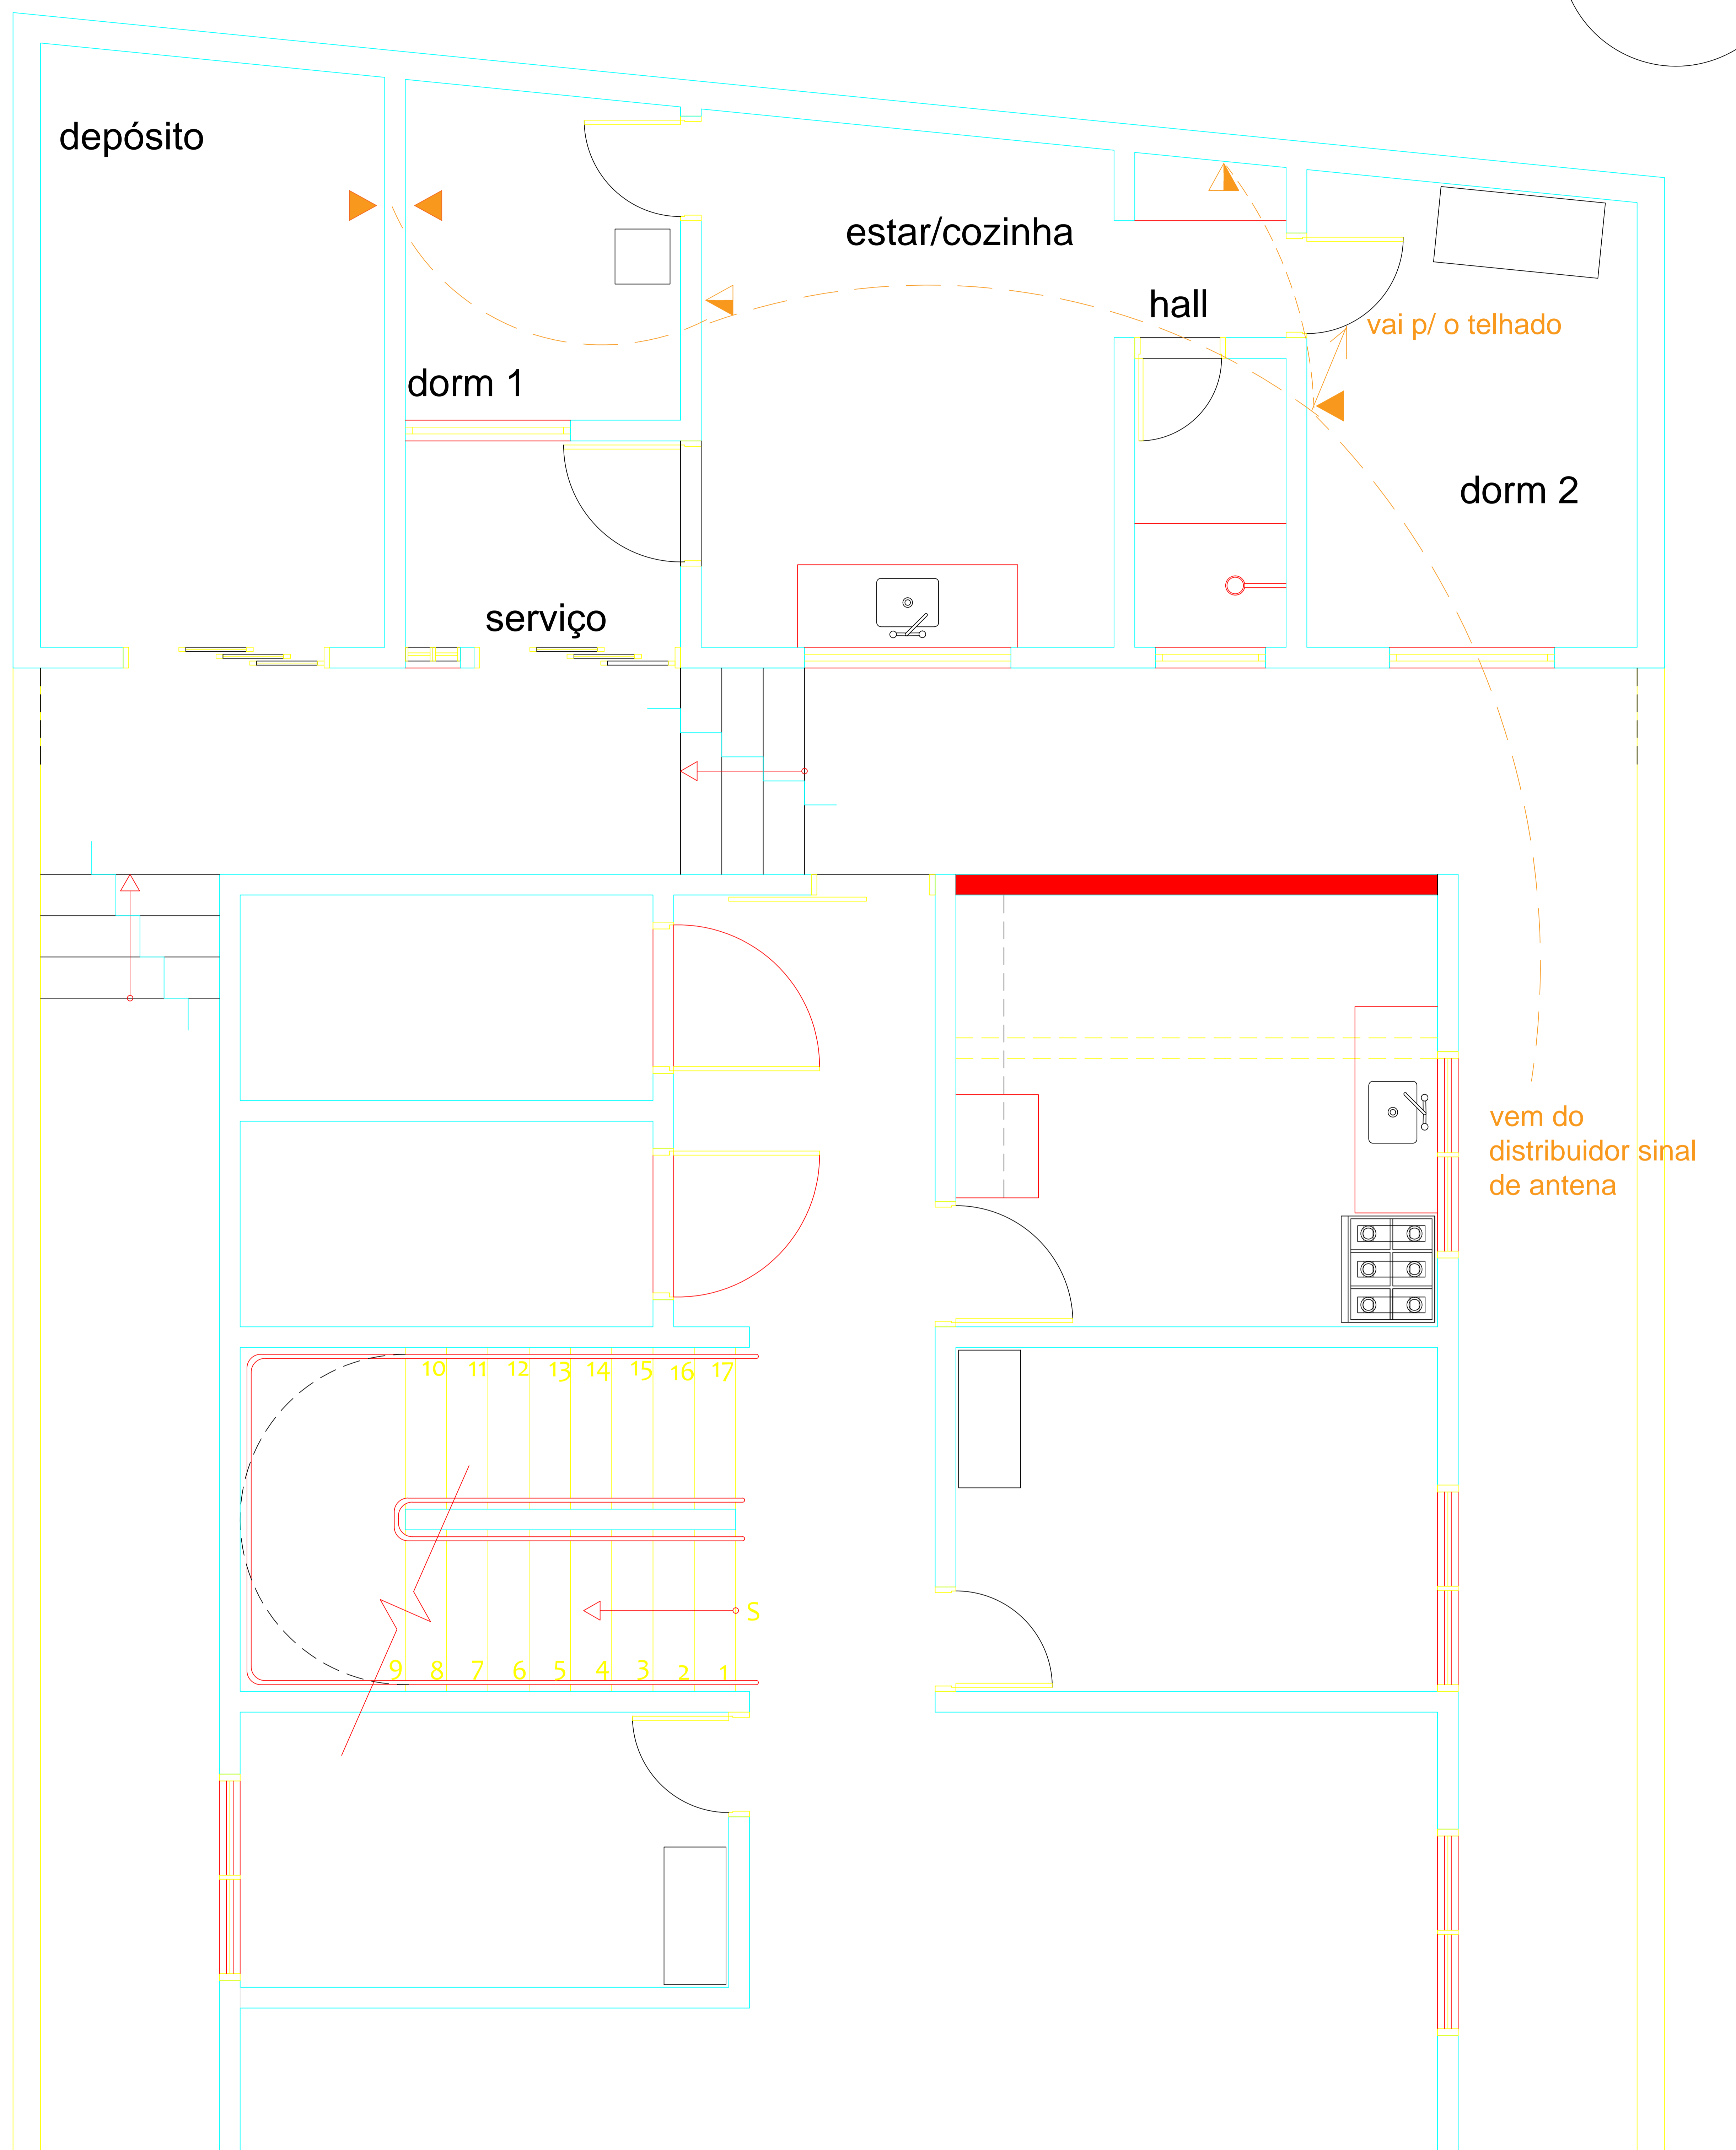 depósito
estar/cozinha
hall
vai p/ o telhado
dorm 1
dorm 2
serviço
vem do
distribuidor sinal
de antena
10 11 12 13 14 15 16 17
S
9 8 7 6 5 4 3 2 1